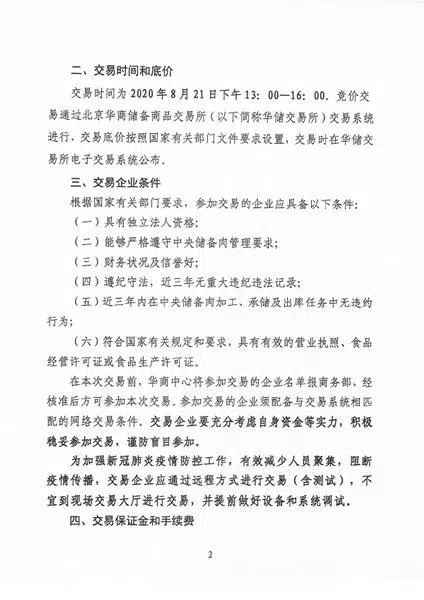 二、交易时间和底价
交易时间为 2020 年 8 月 21 日下午 13：00—16：00。竞价交
易通过北京华商储备商品交易所（以下简称华储交易所）交易系统
进行、交易底价按照国家有关部门文件要求设置，交易时在华储交
易所电子交易系统公布。
三、交易企业条件
根据国家有关部门要求，参加交易的企业应具备以下条件：
（一）具有独立法人资格；
（二）能够严格遵守中央储备肉管理要求；
（三）财务状况及信誉好；
（四）遵纪守法，近三年无重大违纪违法记录；
（五）近三年内在中央储备肉加工、承储及出库任务中无违约
行为；
（六）符合国家有关规定和要求，具有有效的营业执照、食品
经营许可证或食品生产许可证。
在本次交易前，华商中心将参加交易的企业名单报商务部，经
核准后方可参加本次交易。参加交易的企业须配备与交易系统相匹
配的网络交易条件。交易企业要充分考虑自身资金等实力，积极
稳妥参加交易，谨防盲目参加。
为加强新冠肺炎疫情防控工作，有效减少人员聚集，阻断
疫情传播，交易企业应通过远程方式进行交易（含测试），不
宜到现场交易大厅进行交易，并提前做好设备和系统调试。
四、交易保证金和手续费
2